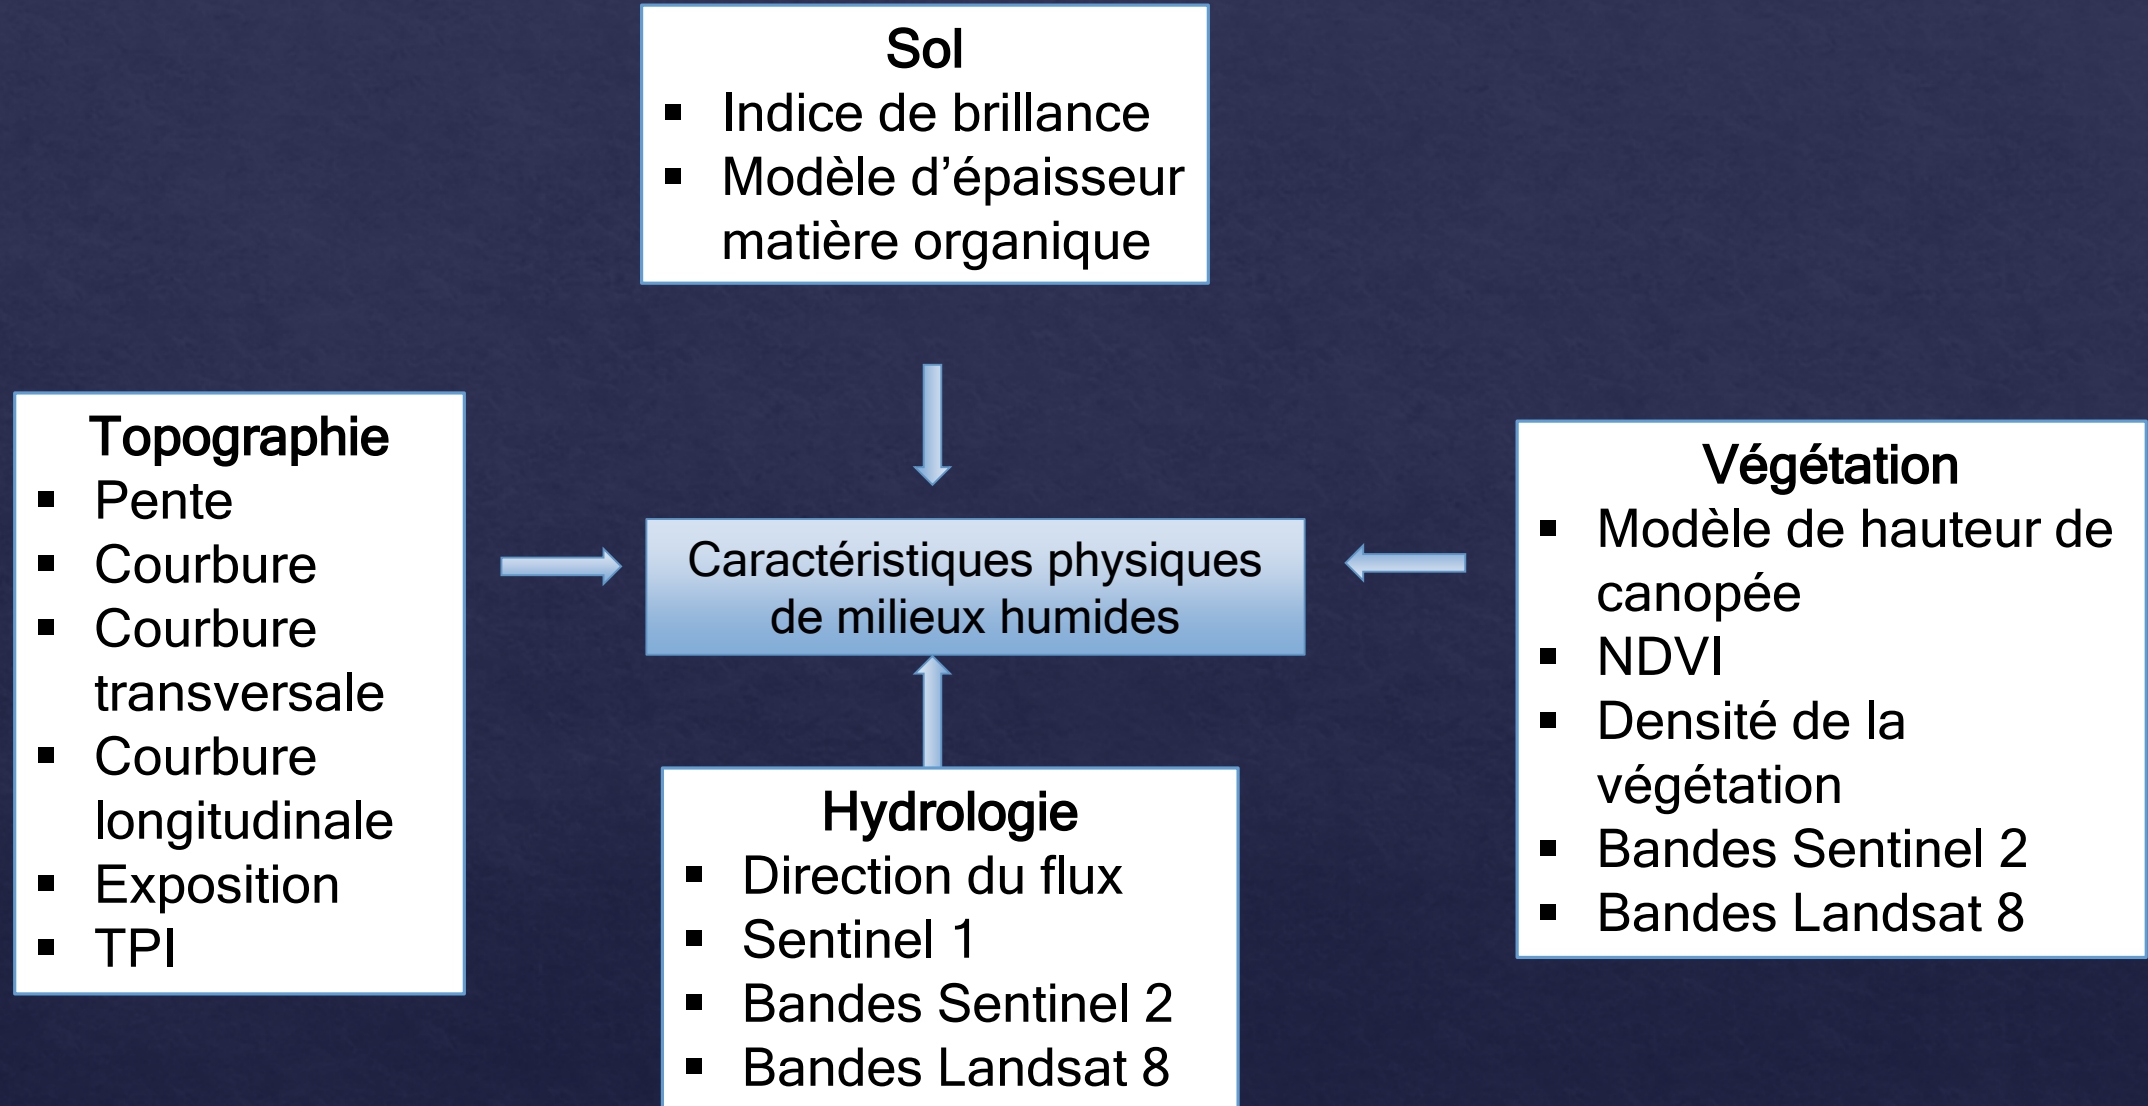 Sol
▪ Indice de brillance
▪ Modèle d’épaisseur
matière organique
Topographie
▪ Pente
▪ Courbure
▪ Courbure
transversale
▪ Courbure
longitudinale
▪ Exposition
▪ TPI
Caractéristiques physiques
de milieux humides
Végétation
▪ Modèle de hauteur de
canopée
▪ NDVI
▪ Densité de la
végétation
▪ Bandes Sentinel 2
▪ Bandes Landsat 8
Hydrologie
▪ Direction du flux
▪ Sentinel 1
▪ Bandes Sentinel 2
▪ Bandes Landsat 8